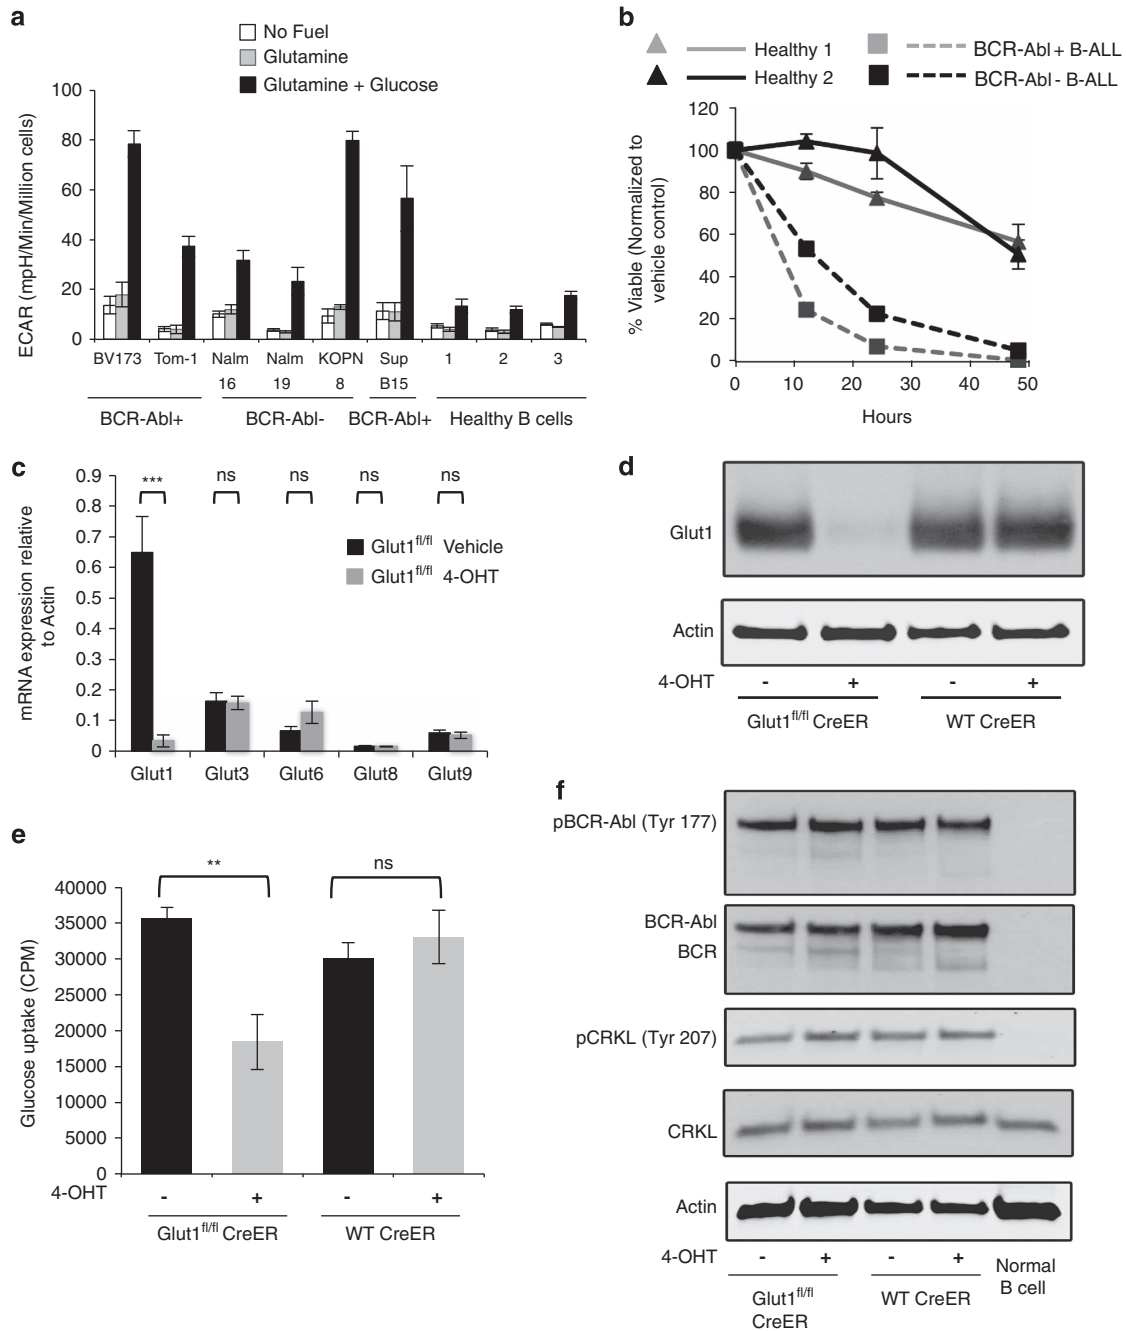 a
No Fuel
Glutamine
Glutamine + Glucose
ECAR (mpH/Min/Million cells)
100
80
60
40
20
0
BV173 Tom-1 Nalm 16 Nalm 19 KOPN 8 Sup B15 1 2 3
BCR-Abl+ BCR-Abl- BCR-Abl+ Healthy B cells
b
Healthy 1 BCR-Abl + B-ALL
Healthy 2 BCR-Abl - B-ALL
% Viable (Normalized to
vehicle control)
120
100
80
60
40
20
0
0 10 20 30 40 50
Hours
c
mRNA expression relative
to Actin
0.9
0.8
0.7
0.6
0.5
0.4
0.3
0.2
0.1
0
*** ns ns ns ns
Glut1fl/fl Vehicle
Glut1fl/fl 4-OHT
Glut1 Glut3 Glut6 Glut8 Glut9
d
Glut1
Actin
4-OHT - + - +
Glut1fl/fl CreER WT CreER
e
** ns
Glucose uptake (CPM)
40000
35000
30000
25000
20000
15000
10000
5000
0
4-OHT - + - +
Glut1fl/fl CreER WT CreER
f
pBCR-Abl (Tyr 177)
BCR-Abl
BCR
pCRKL (Tyr 207)
CRKL
Actin
4-OHT - + - + Normal
B cell
Glut1fl/fl WT CreER
CreER